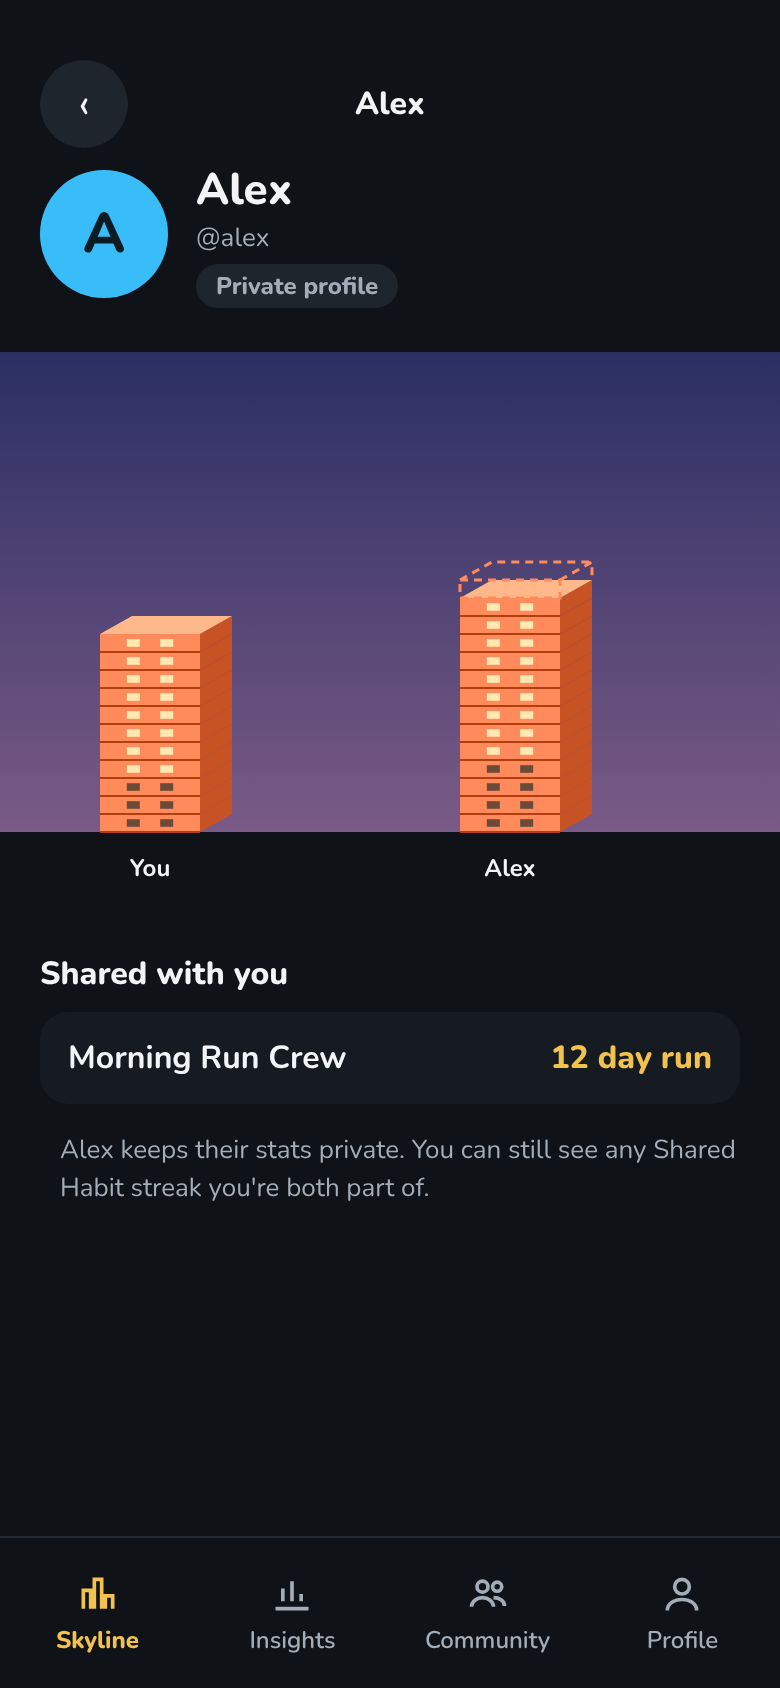 Alex
A
Alex
@alex
Private profile
You
Alex
Shared with you
Morning Run Crew
12 day run
Alex keeps their stats private. You can still see any Shared
Habit streak you're both part of.
Skyline
Insights
Community
Profile